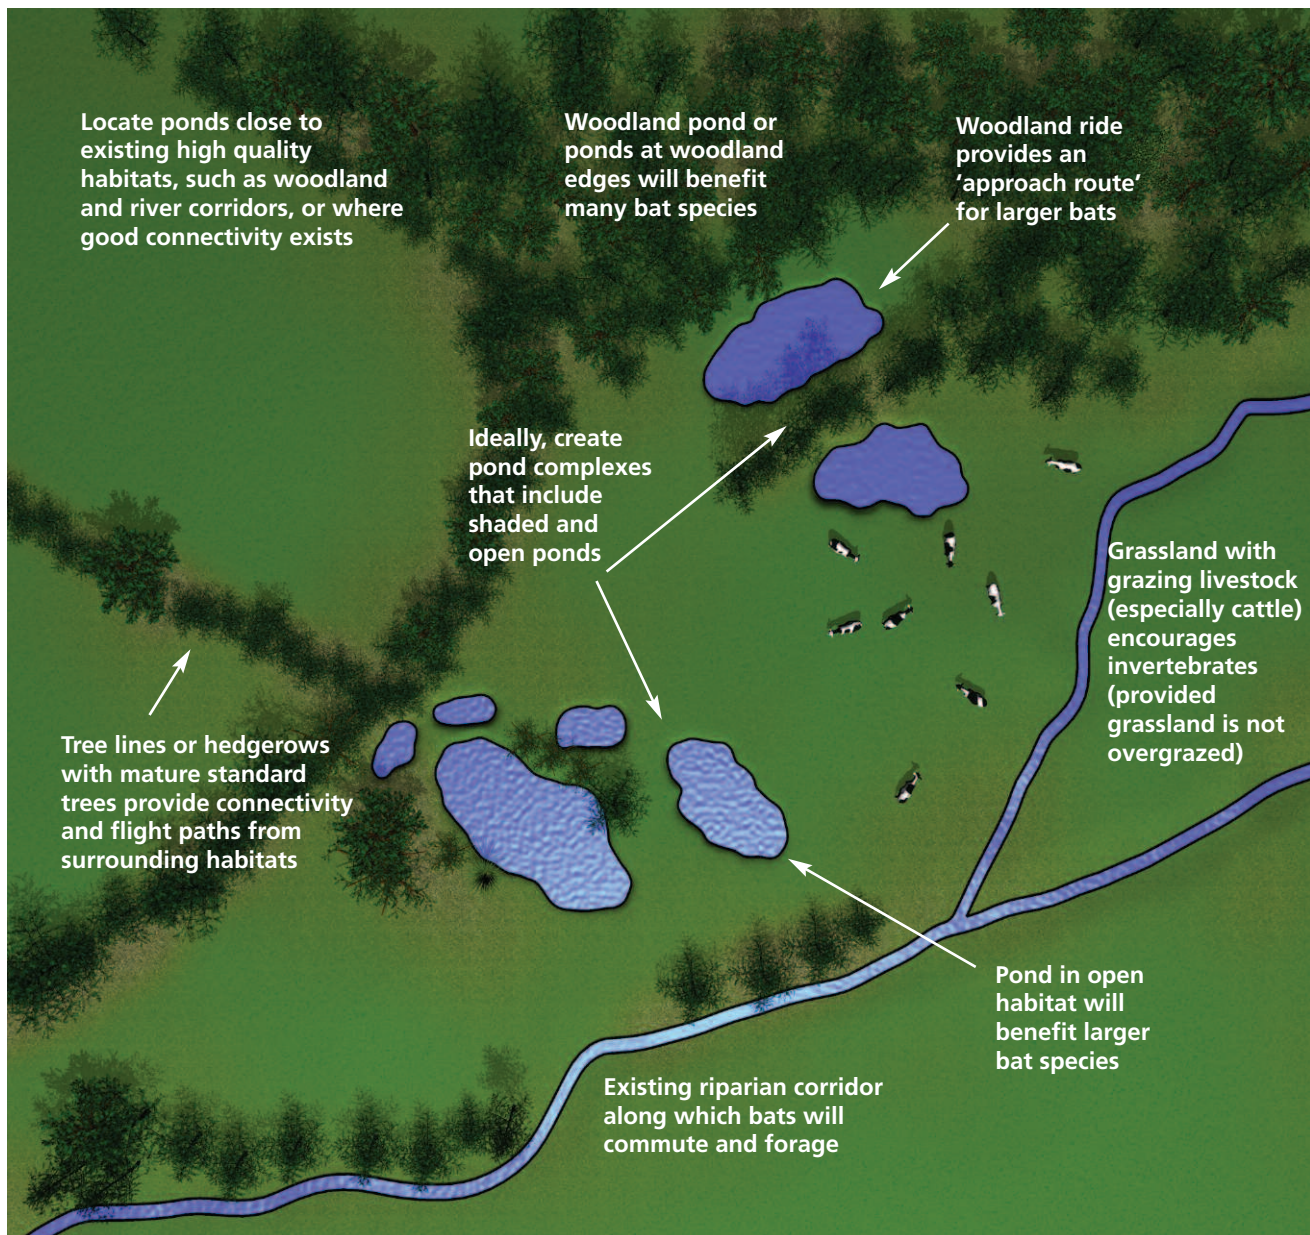 Locate ponds close to
existing high quality
habitats, such as woodland
and river corridors, or where
good connectivity exists
Woodland pond or
ponds at woodland
edges will benefit
many bat species
Woodland ride
provides an
‘approach route’
for larger bats
Ideally, create
pond complexes
that include
shaded and
open ponds
Grassland with
grazing livestock
(especially cattle)
encourages
invertebrates
(provided
grassland is not
overgrazed)
Tree lines or hedgerows
with mature standard
trees provide connectivity
and flight paths from
surrounding habitats
Pond in open
habitat will
benefit larger
bat species
Existing riparian corridor
along which bats will
commute and forage